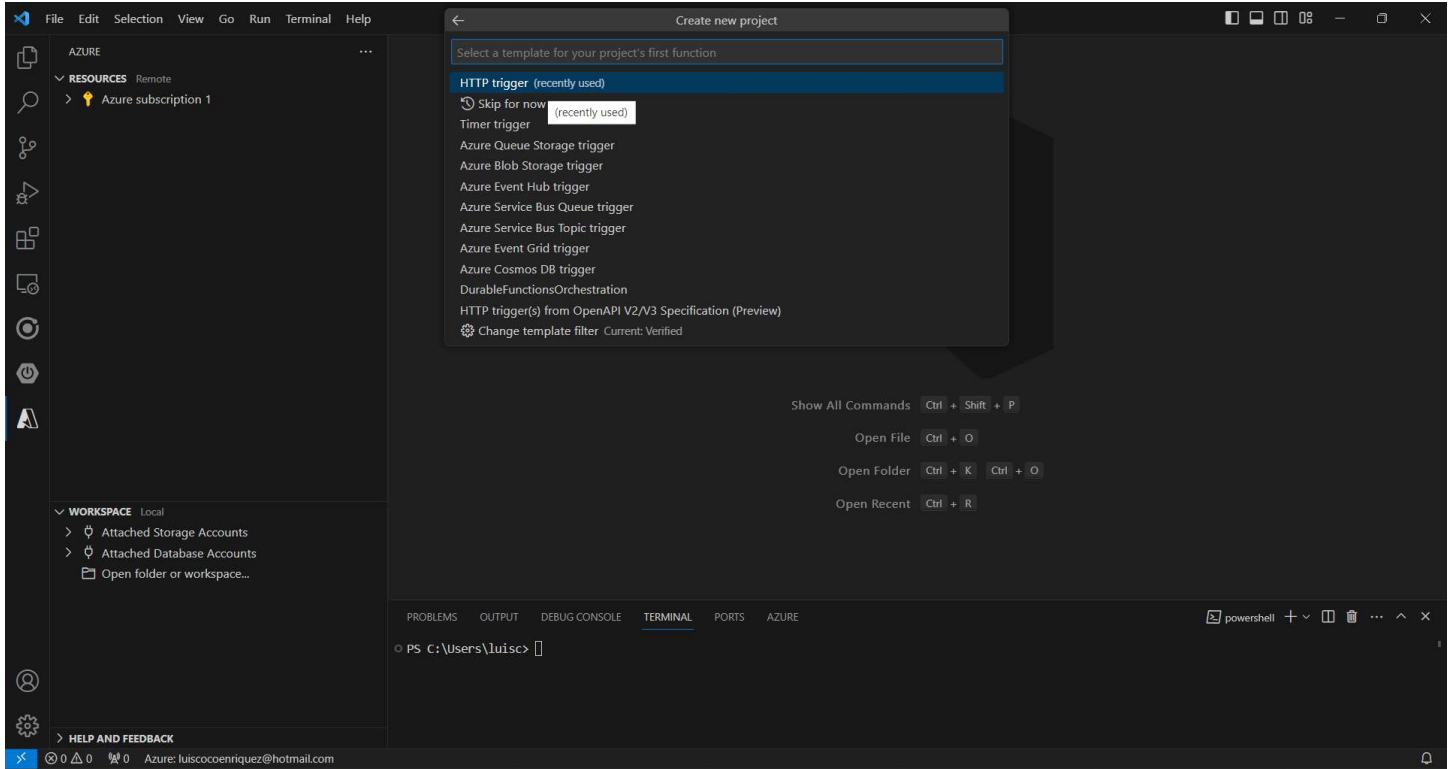 File Edit Selection View Go Run Terminal Help
Create new project
Select a template for your project's first function
HTTP trigger (recently used)
Skip for now
(recently used)
Timer trigger
Azure Queue Storage trigger
Azure Blob Storage trigger
Azure Event Hub trigger
Azure Service Bus Queue trigger
Azure Service Bus Topic trigger
Azure Event Grid trigger
Azure Cosmos DB trigger
DurableFunctionsOrchestration
HTTP trigger(s) from OpenAPI V2/V3 Specification (Preview)
Change template filter Current: Verified
AZURE
RESOURCES Remote
Azure subscription 1
Show All Commands Ctrl + Shift + P
Open File Ctrl + O
Open Folder Ctrl + K Ctrl + O
Open Recent Ctrl + R
WORKSPACE Local
Attached Storage Accounts
Attached Database Accounts
Open folder or workspace...
PROBLEMS OUTPUT DEBUG CONSOLE TERMINAL PORTS AZURE
powershell
PS C:\Users\luisc>
HELP AND FEEDBACK
0 0 0 Azure: luiscocoenriquez@hotmail.com